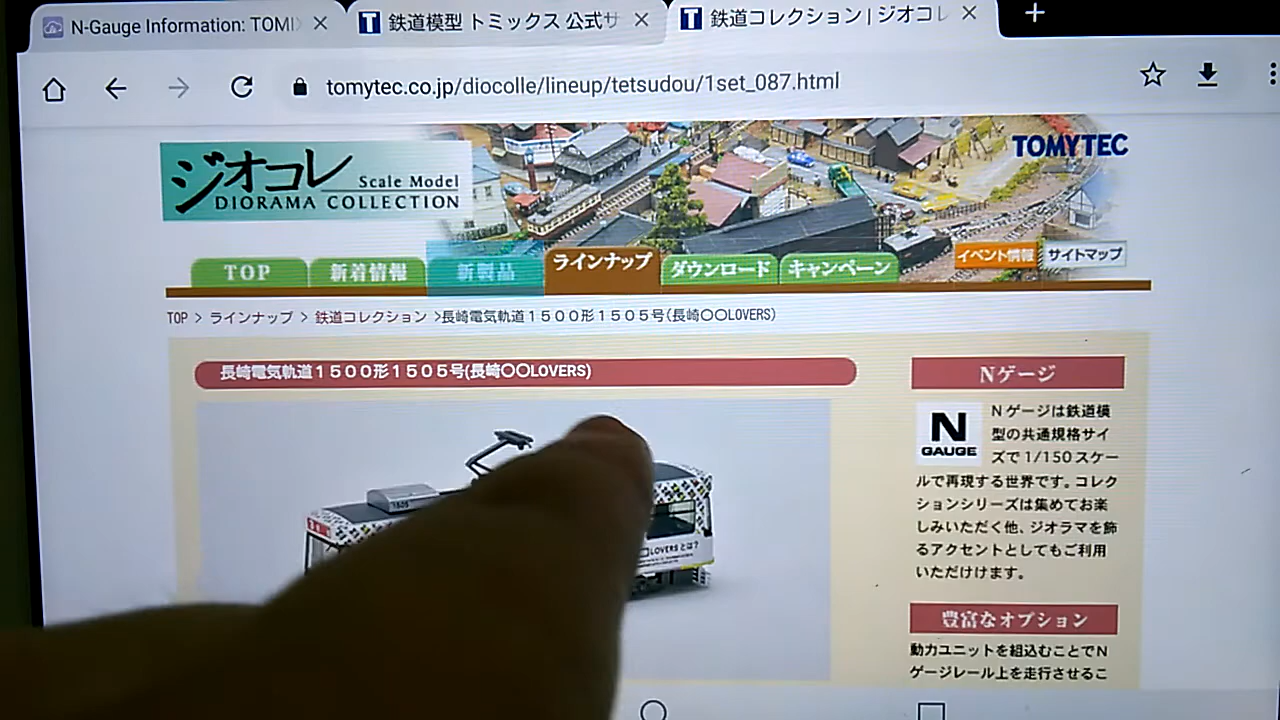 N-Gauge Information: TOMIX
鉄道模型 トミックス 公式サ
鉄道コレクション | ジオコレ
tomytec.co.jp/diocolle/lineup/tetsudou/1set_087.html
ジオコレ
Scale Model
DIORAMA COLLECTION
TOMYTEC
TOP
新着情報
新製品
ラインナップ
ダウンロード
キャンペーン
イベント情報
サイトマップ
TOP > ラインナップ > 鉄道コレクション >長崎電気軌道1500形1505号(長崎〇〇LOVERS)
長崎電気軌道1500形1505号(長崎〇〇LOVERS)
1505
LOVERS とは?
Nゲージ
N
GAUGE
Nゲージは鉄道模
型の共通規格サイ
ズで1/150スケー
ルで再現する世界です。コレク
ションシリーズは集めてお楽
しみいただく他、ジオラマを飾
るアクセントとしてもご利用
いただけけます。
豊富なオプション
動力ユニットを組込むことでN
ゲージレール上を走行させるこ